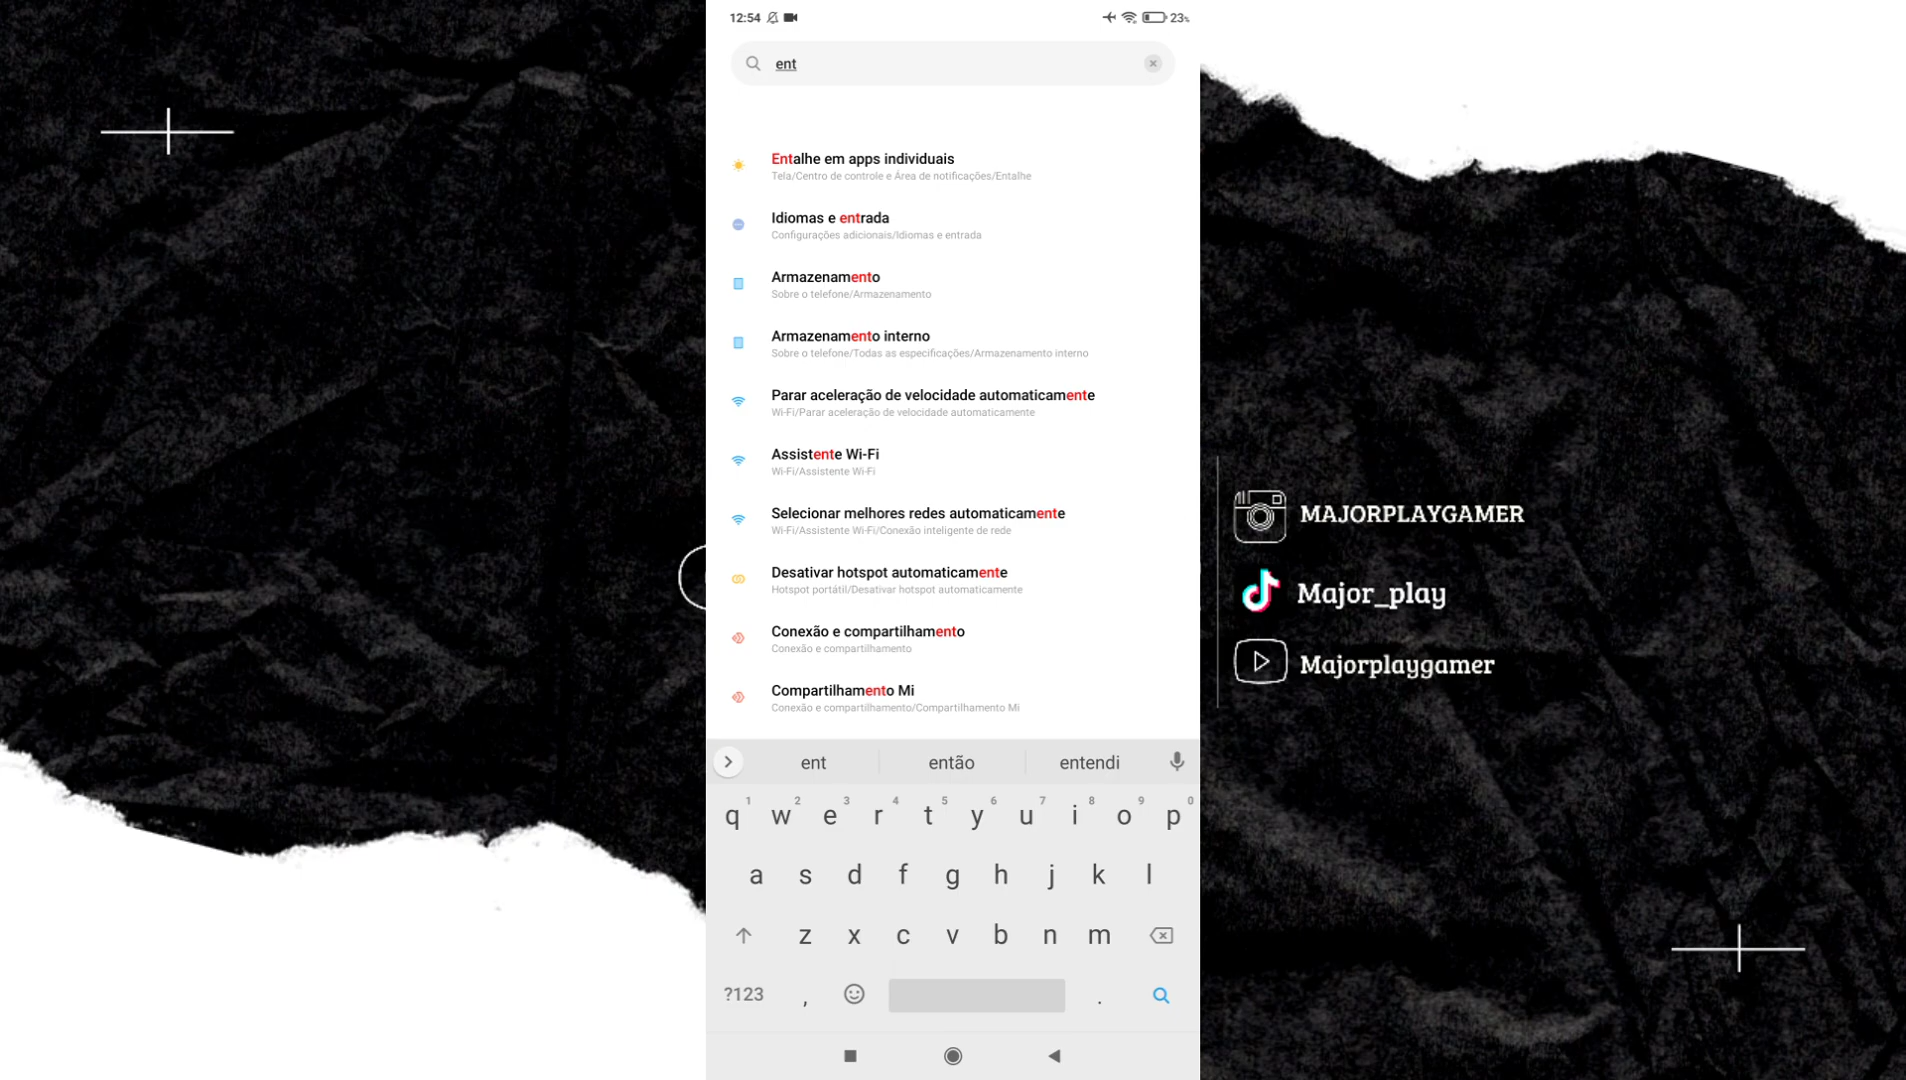 12:54 23%
ent
Entalhe em apps individuais
Tela/Centro de controle e Área de notificações/Entalhe
Idiomas e entrada
Configurações adicionais/Idiomas e entrada
Armazenamento
Sobre o telefone/Armazenamento
Armazenamento interno
Sobre o telefone/Todas as especificações/Armazenamento interno
Parar aceleração de velocidade automaticamente
Wi-Fi/Parar aceleração de velocidade automaticamente
Assistente Wi-Fi
Wi-Fi/Assistente Wi-Fi
Selecionar melhores redes automaticamente
Wi-Fi/Assistente Wi-Fi/Conexão inteligente de rede
Desativar hotspot automaticamente
Hotspot portátil/Desativar hotspot automaticamente
Conexão e compartilhamento
Conexão e compartilhamento
Compartilhamento Mi
Conexão e compartilhamento/Compartilhamento Mi
ent então entendi
1 2 3 4 5 6 7 8 9 0
q w e r t y u i o p
a s d f g h j k l
z x c v b n m
?123 , .
MAJORPLAYGAMER
Major_play
Majorplaygamer